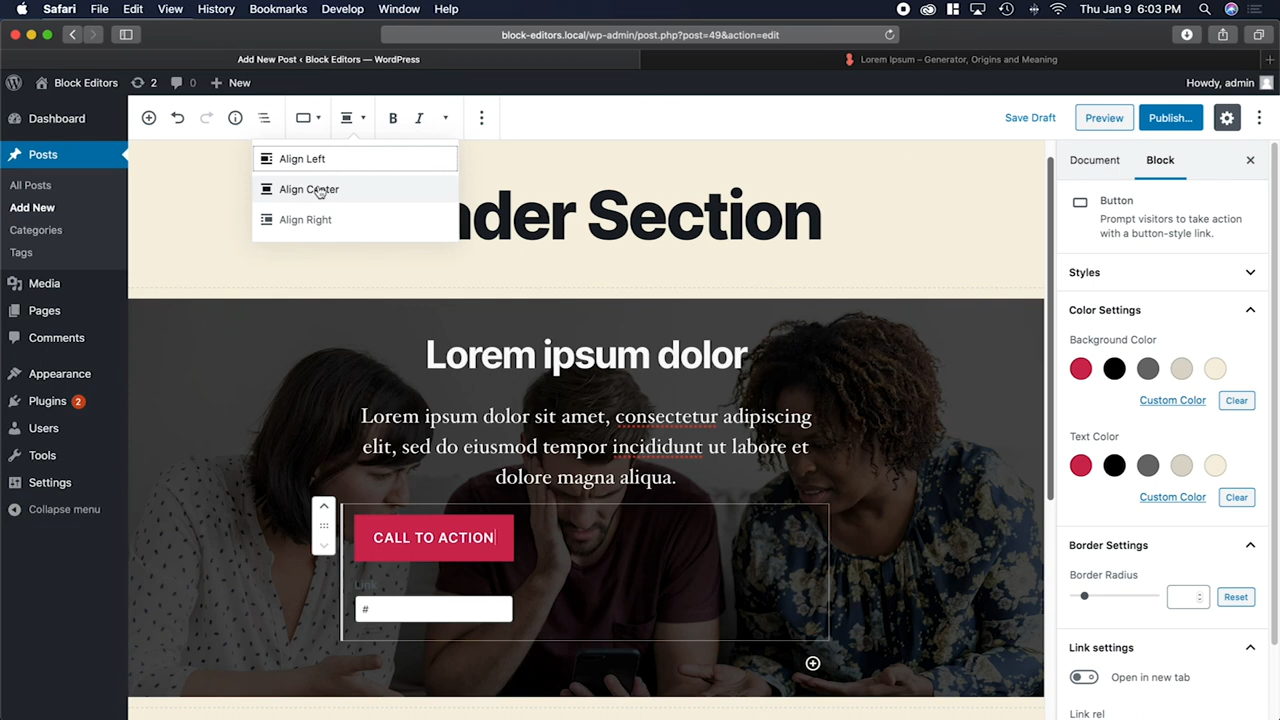 Safari File Edit View History Bookmarks Develop Window Help Thu Jan 9 6:03 PM
block-editors.local/wp-admin/post.php?post=49&action=edit
Add New Post ‹ Block Editors — WordPress Lorem Ipsum – Generator, Origins and Meaning
Block Editors 2 0 New Howdy, admin
Dashboard
Posts
All Posts
Add New
Categories
Tags
Media
Pages
Comments
Appearance
Plugins 2
Users
Tools
Settings
Collapse menu
B I Save Draft Preview Publish...
Align Left
Align Center
Align Right
nder Section
Lorem ipsum dolor
Lorem ipsum dolor sit amet, consectetur adipiscing
elit, sed do eiusmod tempor incididunt ut labore et
dolore magna aliqua.
CALL TO ACTION
Link
#
Document Block
Button
Prompt visitors to take action
with a button-style link.
Styles
Color Settings
Background Color
Custom Color Clear
Text Color
Custom Color Clear
Border Settings
Border Radius
Reset
Link settings
Open in new tab
Link rel